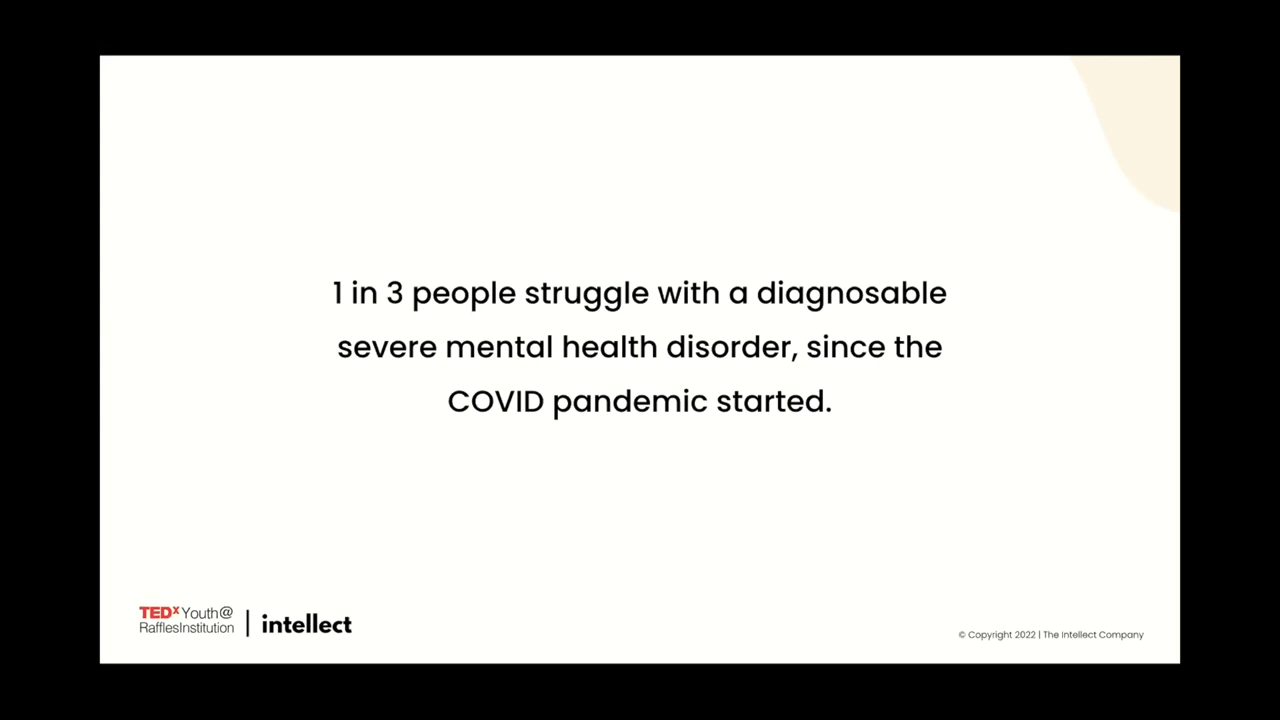 1 in 3 people struggle with a diagnosable
severe mental health disorder, since the
COVID pandemic started.
TEDx Youth@
RafflesInstitution
intellect
© Copyright 2022 | The Intellect Company